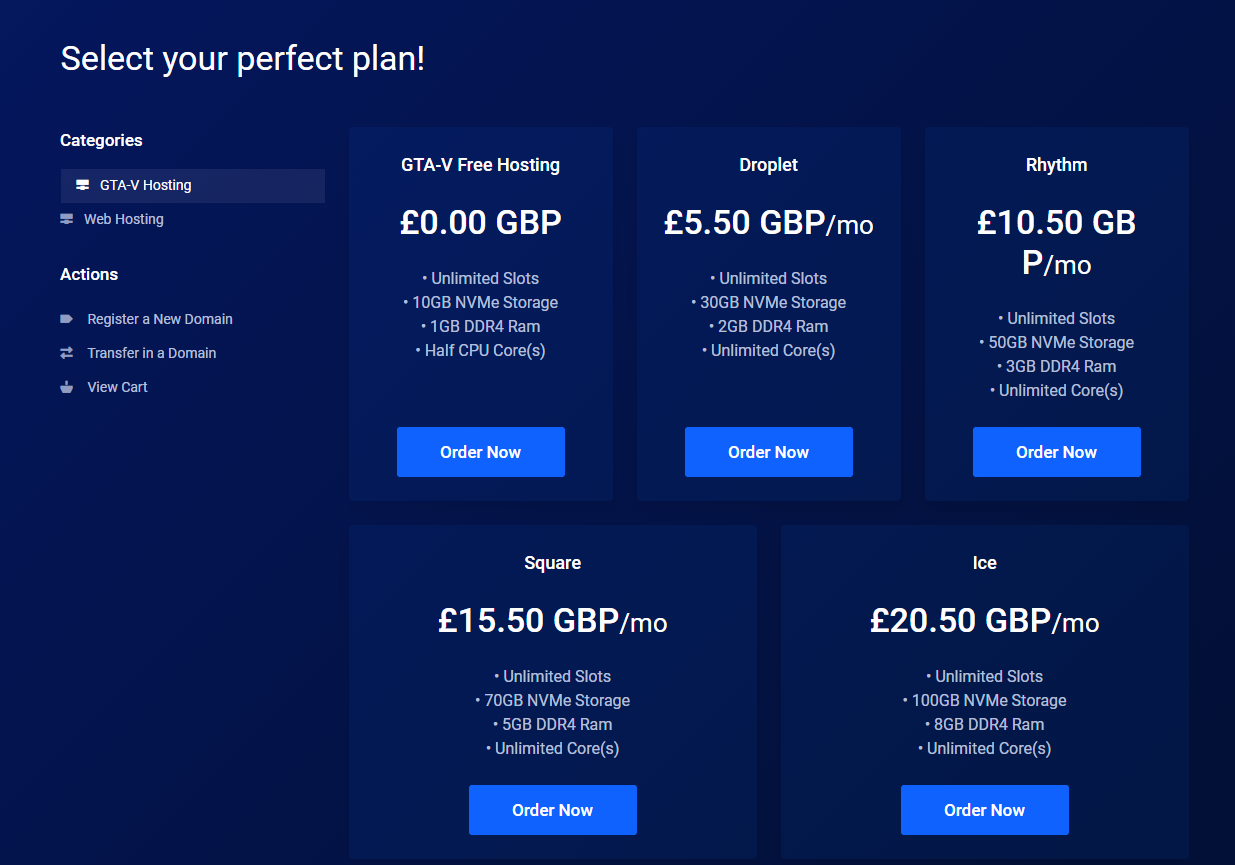 Select your perfect plan!
Categories
GTA-V Hosting
Web Hosting
Actions
Register a New Domain
Transfer in a Domain
View Cart
GTA-V Free Hosting
£0.00 GBP
• Unlimited Slots
• 10GB NVMe Storage
• 1GB DDR4 Ram
• Half CPU Core(s)
Order Now
Droplet
£5.50 GBP/mo
• Unlimited Slots
• 30GB NVMe Storage
• 2GB DDR4 Ram
• Unlimited Core(s)
Order Now
Rhythm
£10.50 GB
P/mo
• Unlimited Slots
• 50GB NVMe Storage
• 3GB DDR4 Ram
• Unlimited Core(s)
Order Now
Square
£15.50 GBP/mo
• Unlimited Slots
• 70GB NVMe Storage
• 5GB DDR4 Ram
• Unlimited Core(s)
Order Now
Ice
£20.50 GBP/mo
• Unlimited Slots
• 100GB NVMe Storage
• 8GB DDR4 Ram
• Unlimited Core(s)
Order Now